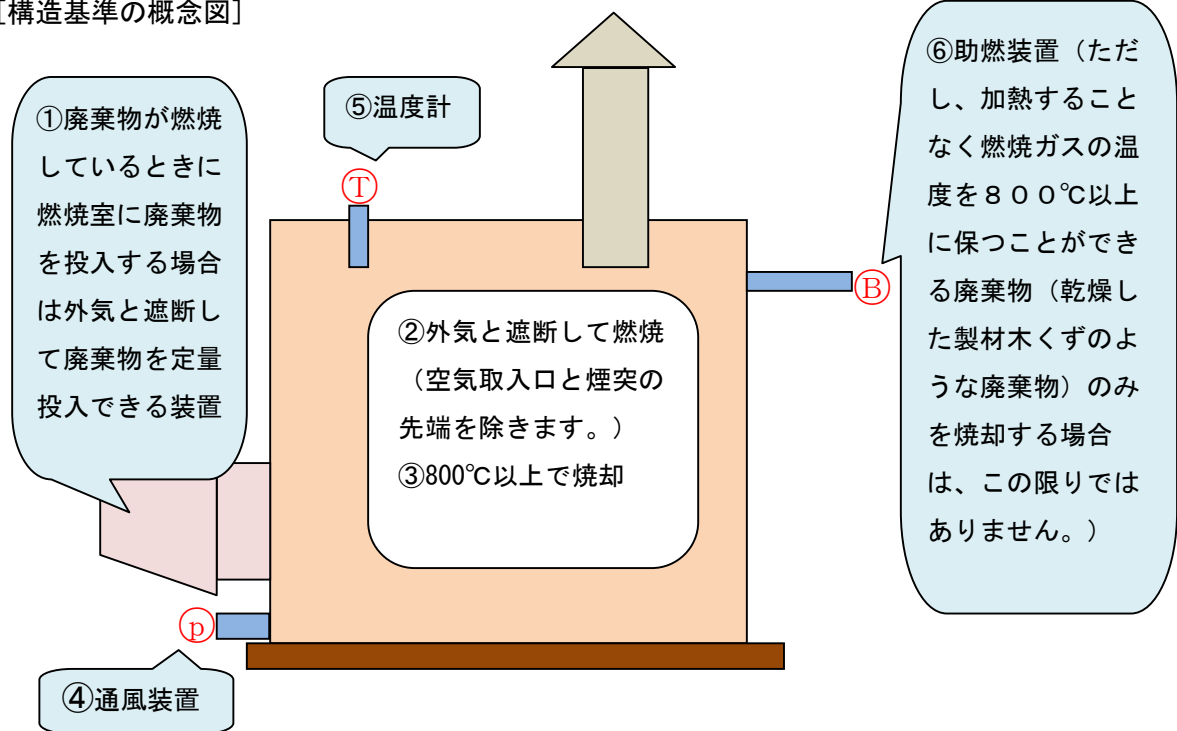 [構造基準の概念図]
①廃棄物が燃焼
しているときに
燃焼室に廃棄物
を投入する場合
は外気と遮断し
て廃棄物を定量
投入できる装置
⑤温度計
Ⓣ
②外気と遮断して燃焼
（空気取入口と煙突の
先端を除きます。）
③800℃以上で焼却
Ⓑ
⑥助燃装置（ただ
し、加熱すること
なく燃焼ガスの温
度を８００℃以上
に保つことができ
る廃棄物（乾燥し
た製材木くずのよ
うな廃棄物）のみ
を焼却する場合
は、この限りでは
ありません。）
ⓟ
④通風装置